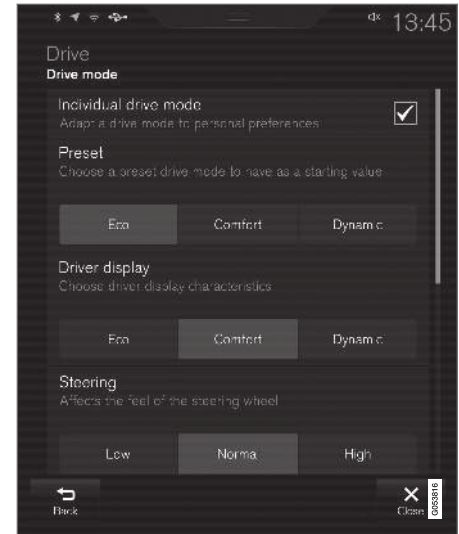 13:45
Drive
Drive mode
Individual drive mode
Adapt a drive mode to personal preferences
Preset
Choose a preset drive mode to have as a starting value
Eco Comfort Dynamic
Driver display
Choose driver display characteristics
Eco Comfort Dynamic
Steering
Affects the feel of the steering wheel
Low Normal High
Back Close
G053816